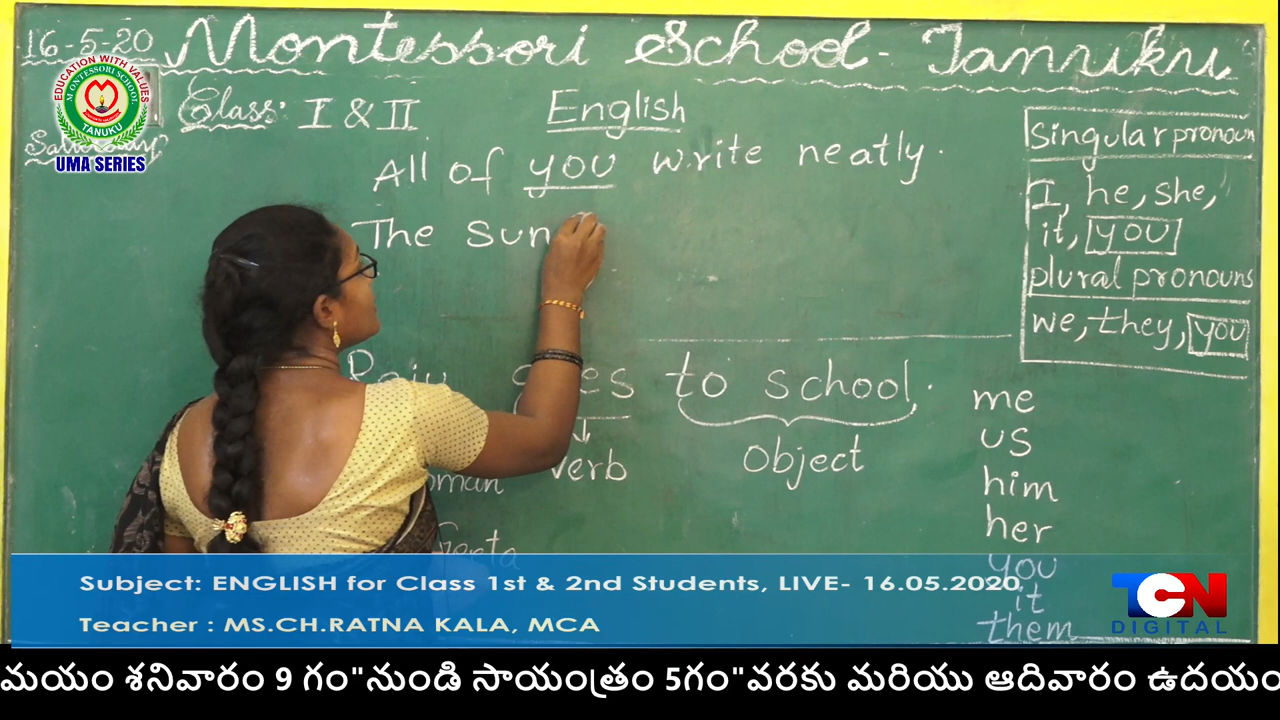 16-5-20 Montessori School - Tanuku
EDUCATION WITH VALUES
MONTESSORI SCHOOL
TANUKU
UMA SERIES
Class: I & II
English
All of you write neatly.
The Sun
Singular pronoun
I, he, she,
it, you
plural pronouns
we, they, you
to school.
verb
Object
me
us
him
her
you
it
them
Subject: ENGLISH for Class 1st & 2nd Students, LIVE- 16.05.2020
Teacher : MS.CH.RATNA KALA, MCA
TCN
DIGITAL
మయం శనివారం 9 గం"నుండి సాయంత్రం 5గం"వరకు మరియు ఆదివారం ఉదయం